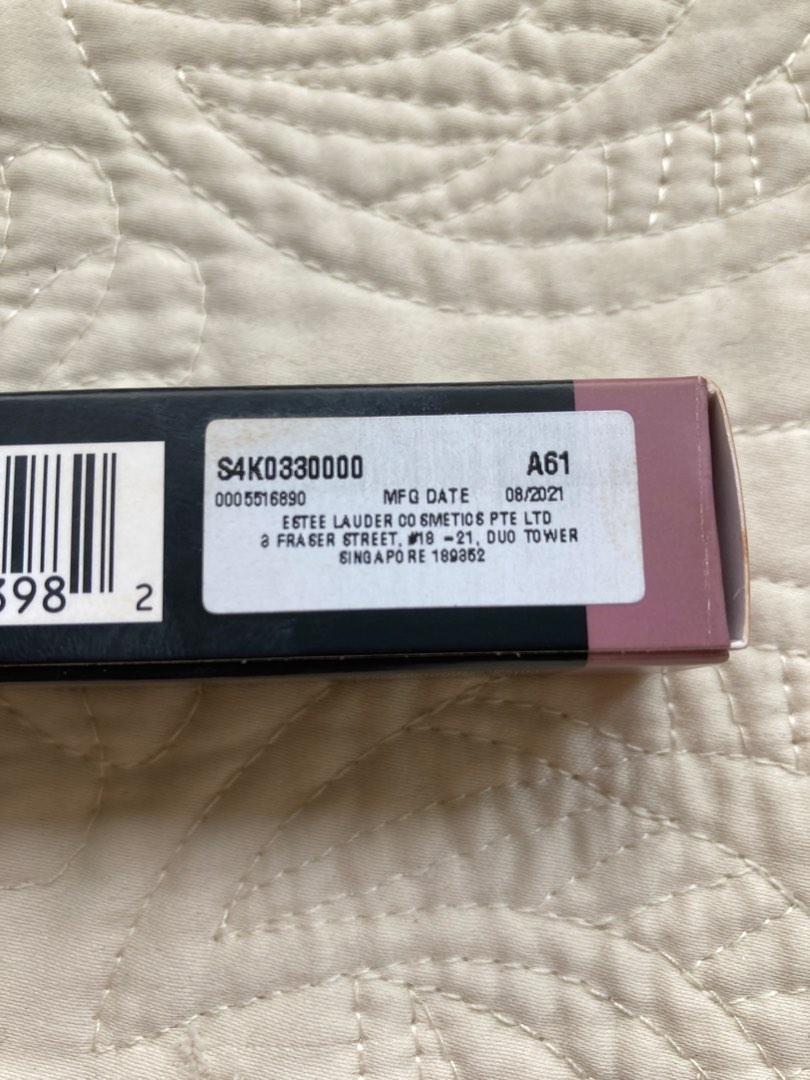 S4K0330000 A61
0005516890 MFG DATE 08/2021
ESTEE LAUDER COSMETICS PTE LTD
3 FRASER STREET, #18 -21, DUO TOWER
SINGAPORE 189352
398 2